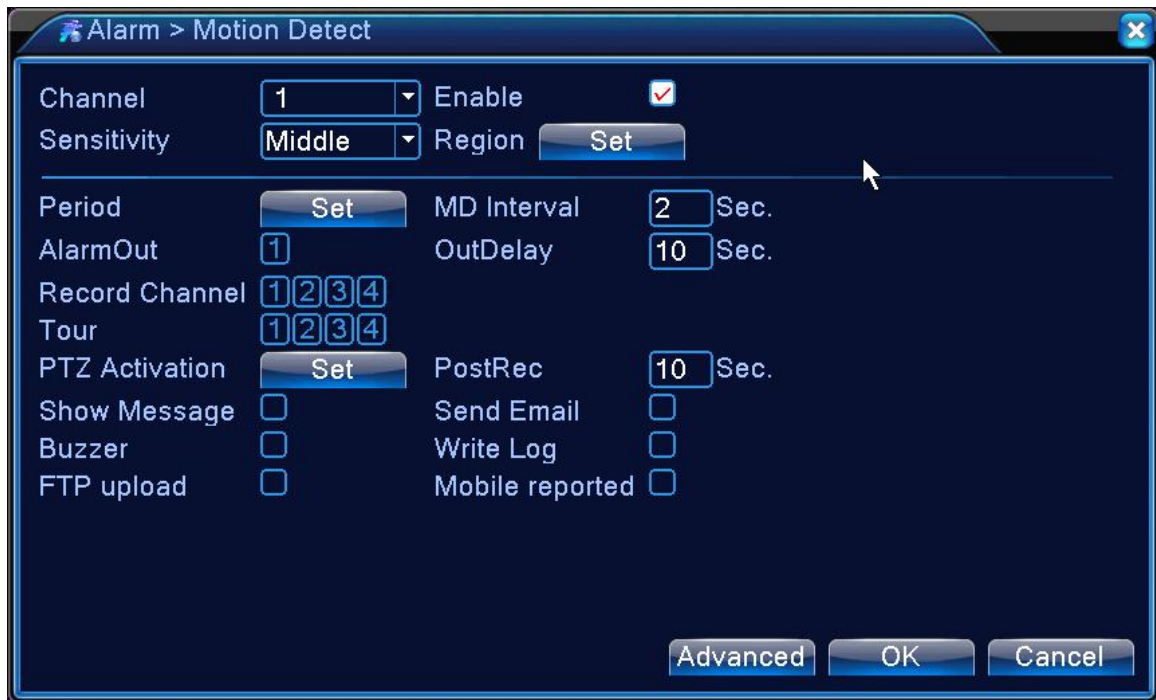 Alarm > Motion Detect
Channel 1 Enable
Sensitivity Middle Region Set
Period Set MD Interval 2 Sec.
AlarmOut 1 OutDelay 10 Sec.
Record Channel 1 2 3 4
Tour 1 2 3 4
PTZ Activation Set PostRec 10 Sec.
Show Message Send Email
Buzzer Write Log
FTP upload Mobile reported
Advanced OK Cancel